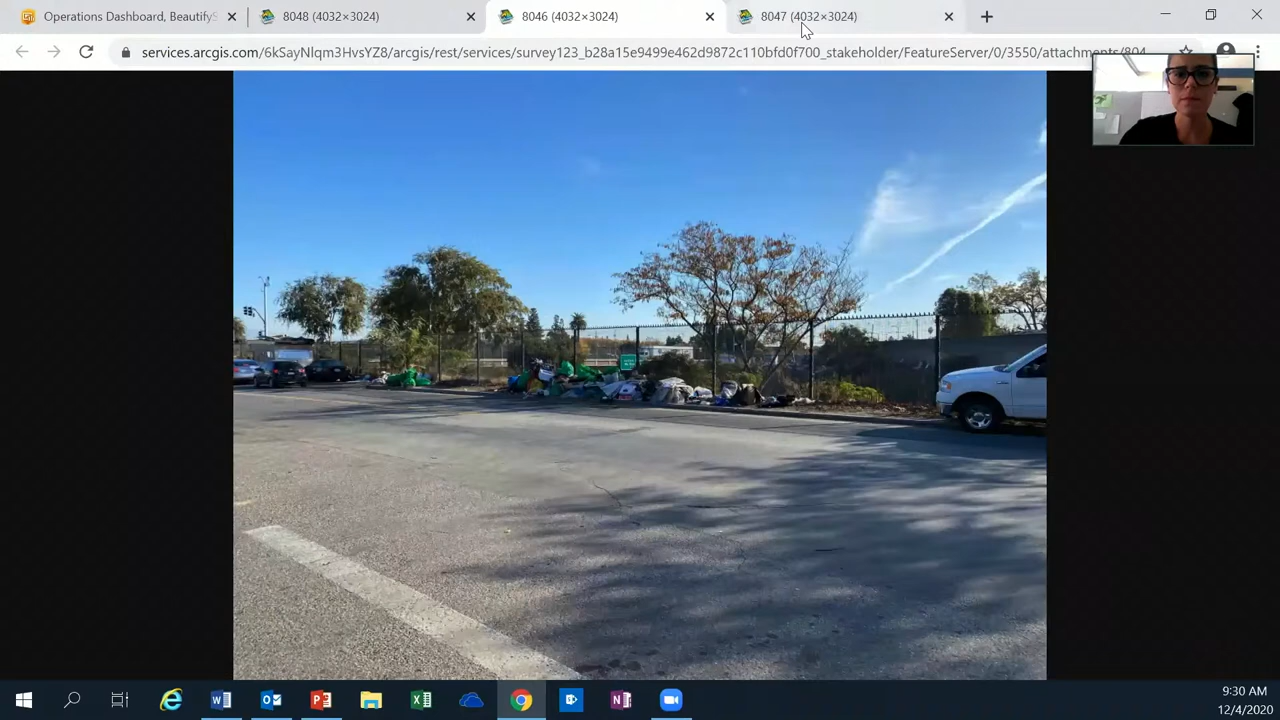 Operations Dashboard, BeautifyS
8048 (4032×3024)
8046 (4032×3024)
8047 (4032×3024)
services.arcgis.com/6kSayNlqm3HvsYZ8/arcgis/rest/services/survey123_b28a15e9499e462d9872c110bfd0f700_stakeholder/FeatureServer/0/3550/attachments/804
9:30 AM
12/4/2020